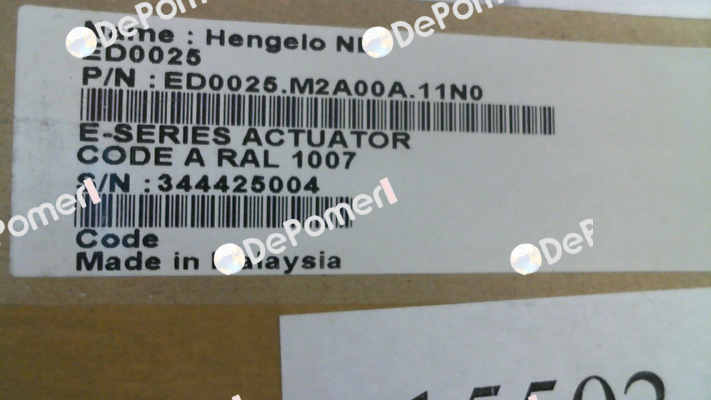 Name : Hengelo NL
ED0025
P/N : ED0025.M2A00A.11N0
E-SERIES ACTUATOR
CODE A RAL 1007
S/N : 344425004
Code
Made in Malaysia
DePomerl
DePomerl
DePomerl
DePomerl
DeP